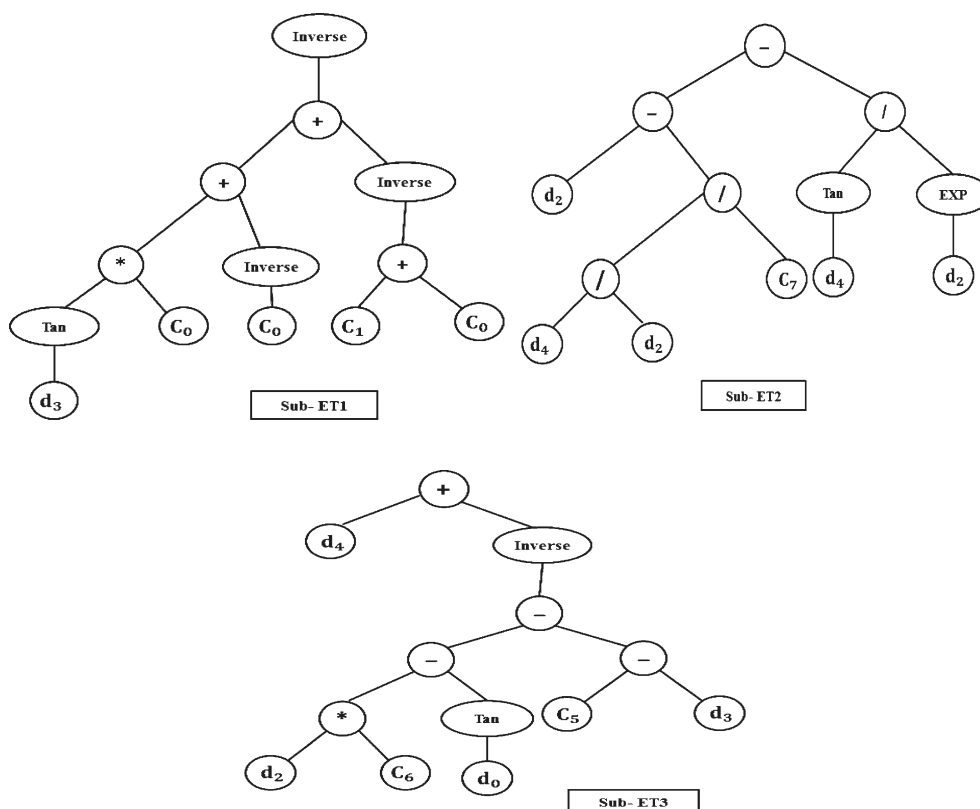 Inverse
+
+ Inverse
* Inverse +
Tan C₀ C₀ C₁ C₀
d₃
Sub- ET1
−
− /
d₂ / Tan EXP
/ C₇ d₄ d₂
d₄ d₂
Sub- ET2
+
d₄ Inverse
−
− −
* Tan C₅ d₃
d₂ C₆ d₀
Sub- ET3